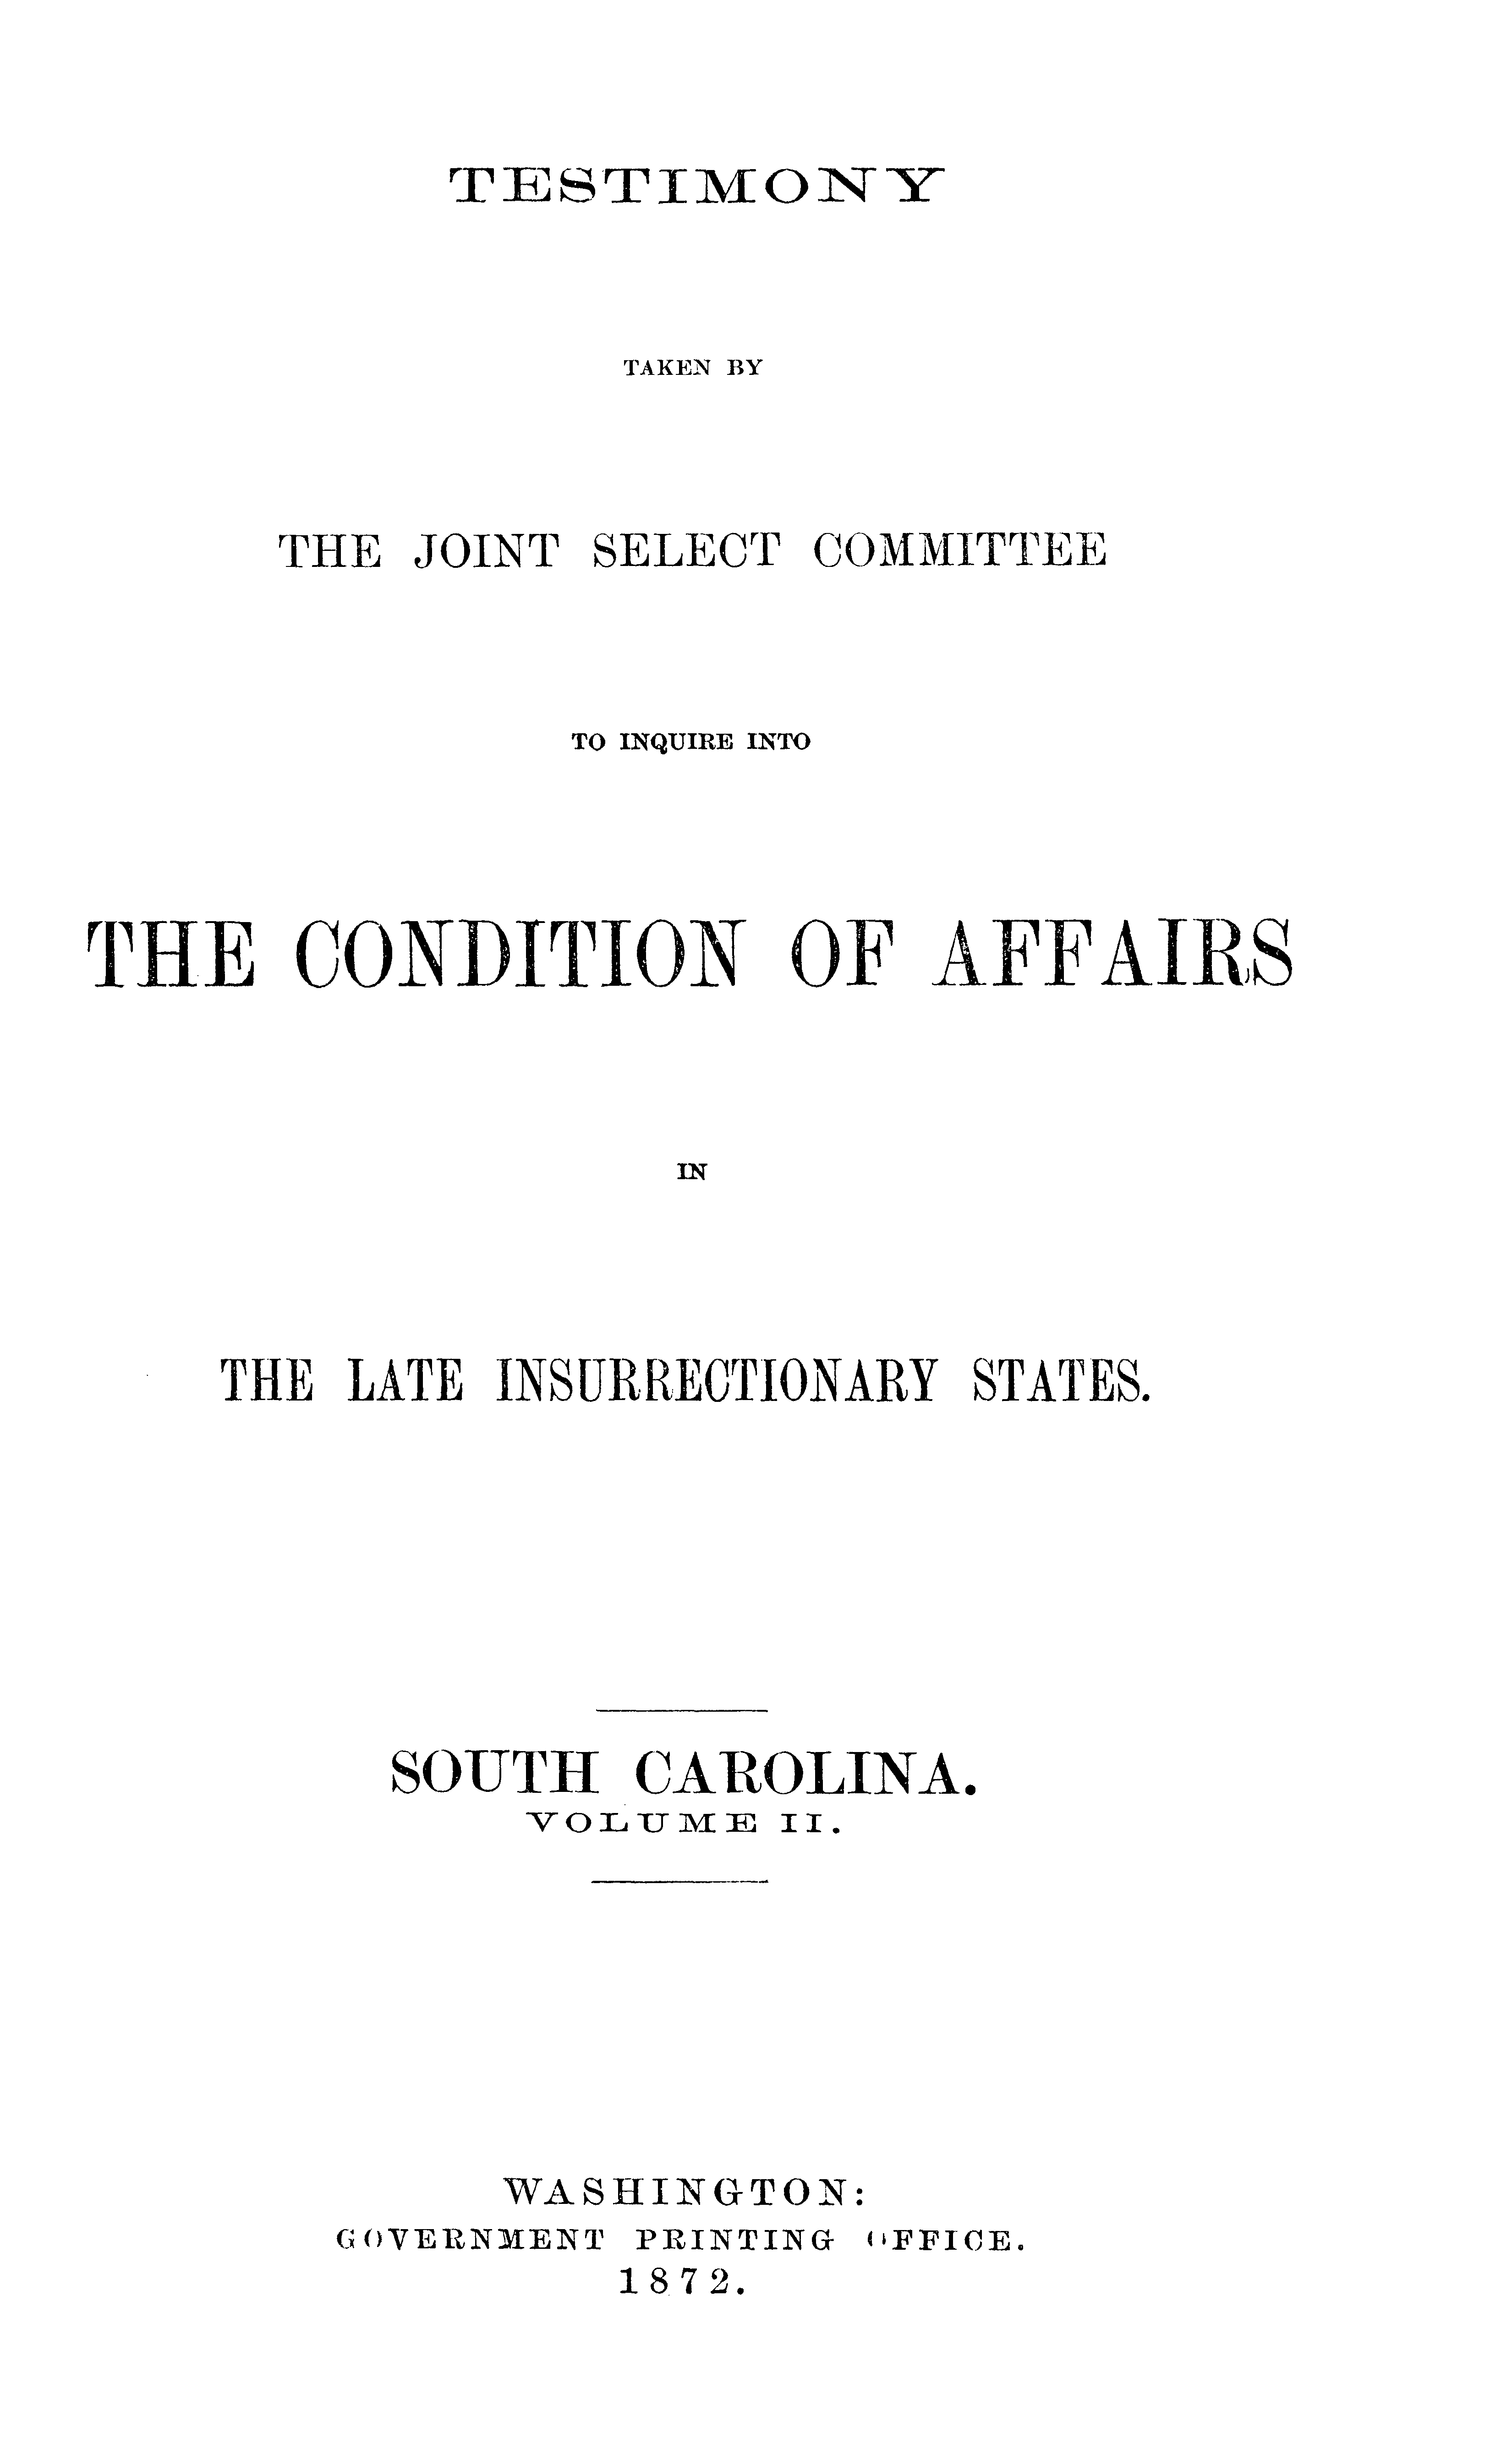 TESTIMONY
TAKEN BY
THE JOINT SELECT COMMITTEE
TO INQUIRE INTO
THE CONDITION OF AFFAIRS
IN
THE LATE INSURRECTIONARY STATES.
SOUTH CAROLINA.
VOLUME II.
WASHINGTON:
GOVERNMENT PRINTING OFFICE.
1872.